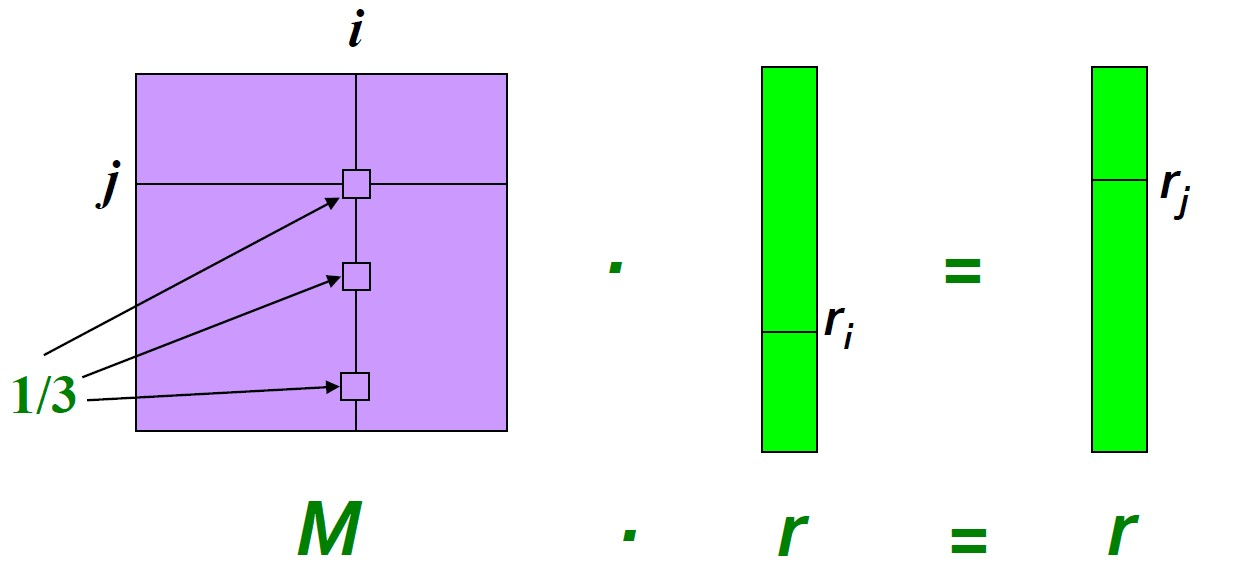 i
j
r_j
· =
r_i
1/3
M · r = r